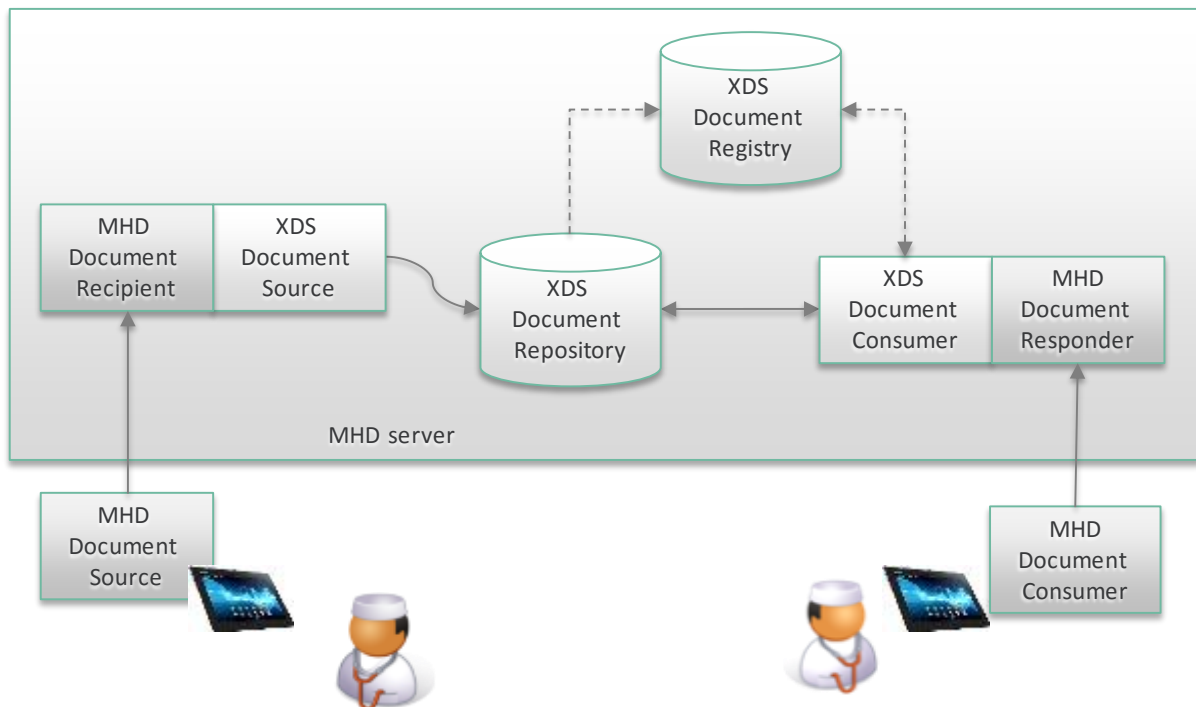 XDS
Document
Registry
MHD
Document
Recipient
XDS
Document
Source
XDS
Document
Repository
XDS
Document
Consumer
MHD
Document
Responder
MHD server
MHD
Document
Source
MHD
Document
Consumer